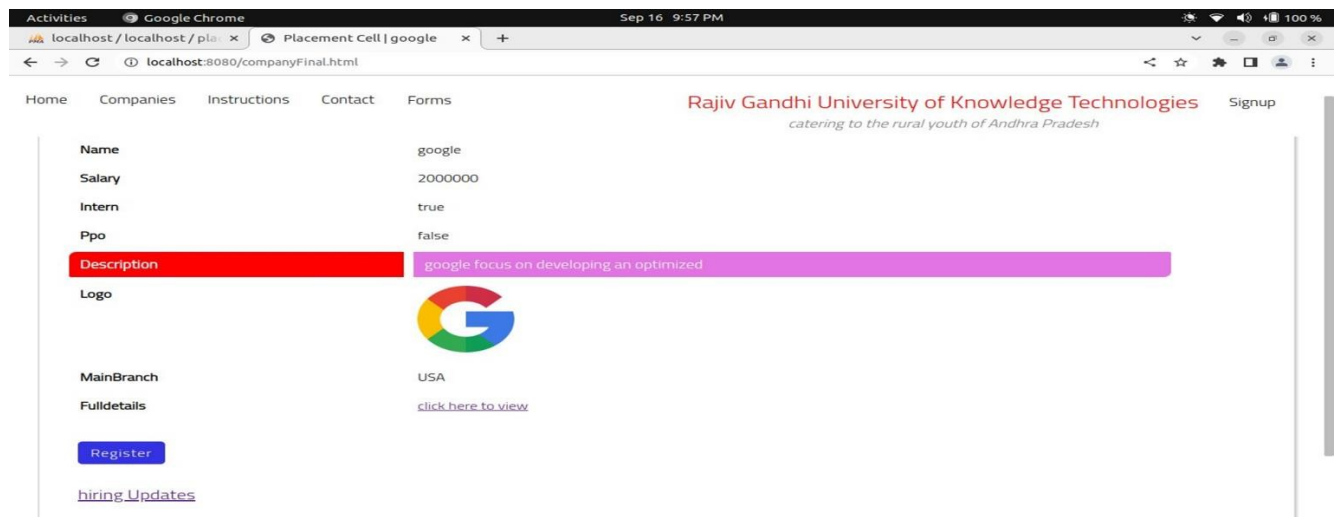 Activities Google Chrome Sep 16 9:57 PM 100 %
localhost / localhost / pla Placement Cell | google
localhost:8080/companyFinal.html
Home Companies Instructions Contact Forms Rajiv Gandhi University of Knowledge Technologies Signup
catering to the rural youth of Andhra Pradesh
Name google
Salary 2000000
Intern true
Ppo false
Description google focus on developing an optimized
Logo
MainBranch USA
Fulldetails click here to view
Register
hiring Updates